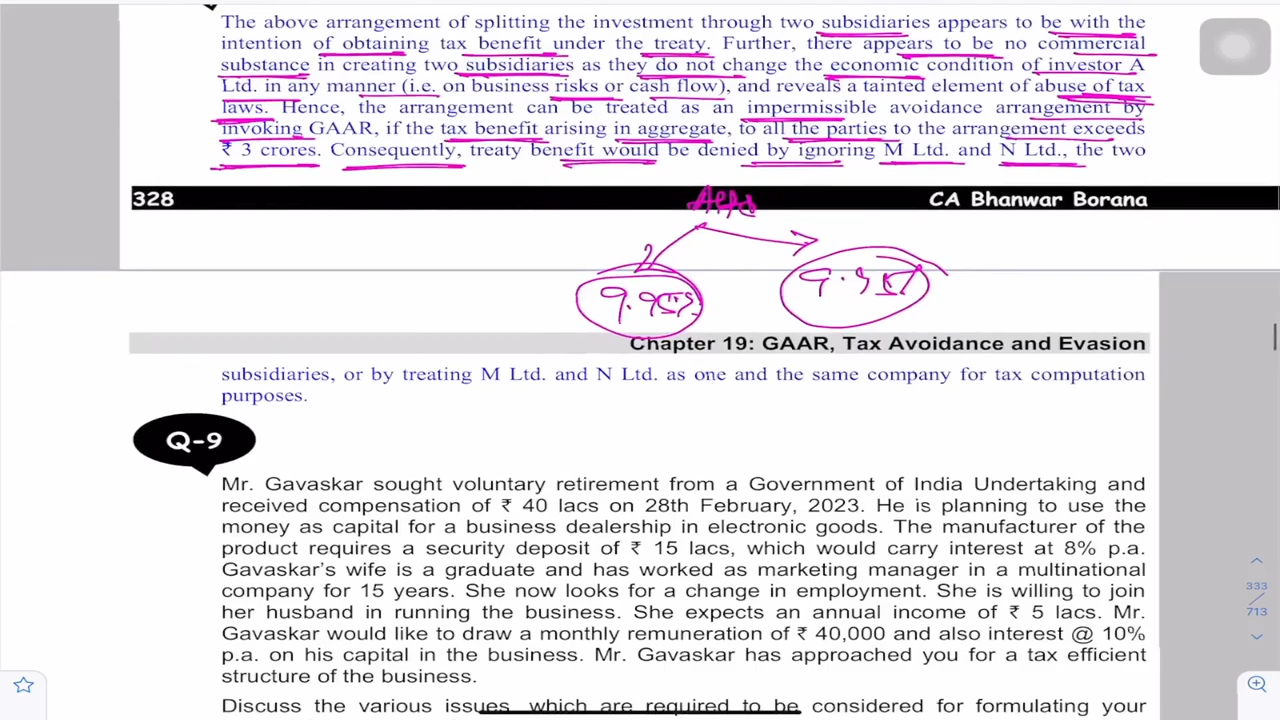 The above arrangement of splitting the investment through two subsidiaries appears to be with the
intention of obtaining tax benefit under the treaty. Further, there appears to be no commercial
substance in creating two subsidiaries as they do not change the economic condition of investor A
Ltd. in any manner (i.e. on business risks or cash flow), and reveals a tainted element of abuse of tax
laws. Hence, the arrangement can be treated as an impermissible avoidance arrangement by
invoking GAAR, if the tax benefit arising in aggregate, to all the parties to the arrangement exceeds
₹ 3 crores. Consequently, treaty benefit would be denied by ignoring M Ltd. and N Ltd., the two
328 CA Bhanwar Borana
Chapter 19: GAAR, Tax Avoidance and Evasion
subsidiaries, or by treating M Ltd. and N Ltd. as one and the same company for tax computation
purposes.
Q-9
Mr. Gavaskar sought voluntary retirement from a Government of India Undertaking and
received compensation of ₹ 40 lacs on 28th February, 2023. He is planning to use the
money as capital for a business dealership in electronic goods. The manufacturer of the
product requires a security deposit of ₹ 15 lacs, which would carry interest at 8% p.a.
Gavaskar's wife is a graduate and has worked as marketing manager in a multinational
company for 15 years. She now looks for a change in employment. She is willing to join
her husband in running the business. She expects an annual income of ₹ 5 lacs. Mr.
Gavaskar would like to draw a monthly remuneration of ₹ 40,000 and also interest @ 10%
p.a. on his capital in the business. Mr. Gavaskar has approached you for a tax efficient
structure of the business.
Discuss the various issues, which are required to be considered for formulating your
333
713